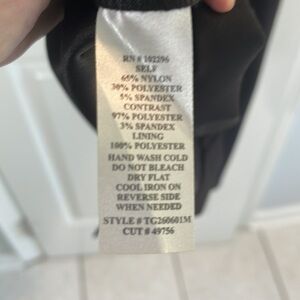 RN # 102296
SELF
65% NYLON
30% POLYESTER
5% SPANDEX
CONTRAST
97% POLYESTER
3% SPANDEX
LINING
100% POLYESTER
HAND WASH COLD
DO NOT BLEACH
DRY FLAT
COOL IRON ON
REVERSE SIDE
WHEN NEEDED
STYLE # TG260601M
CUT # 49756